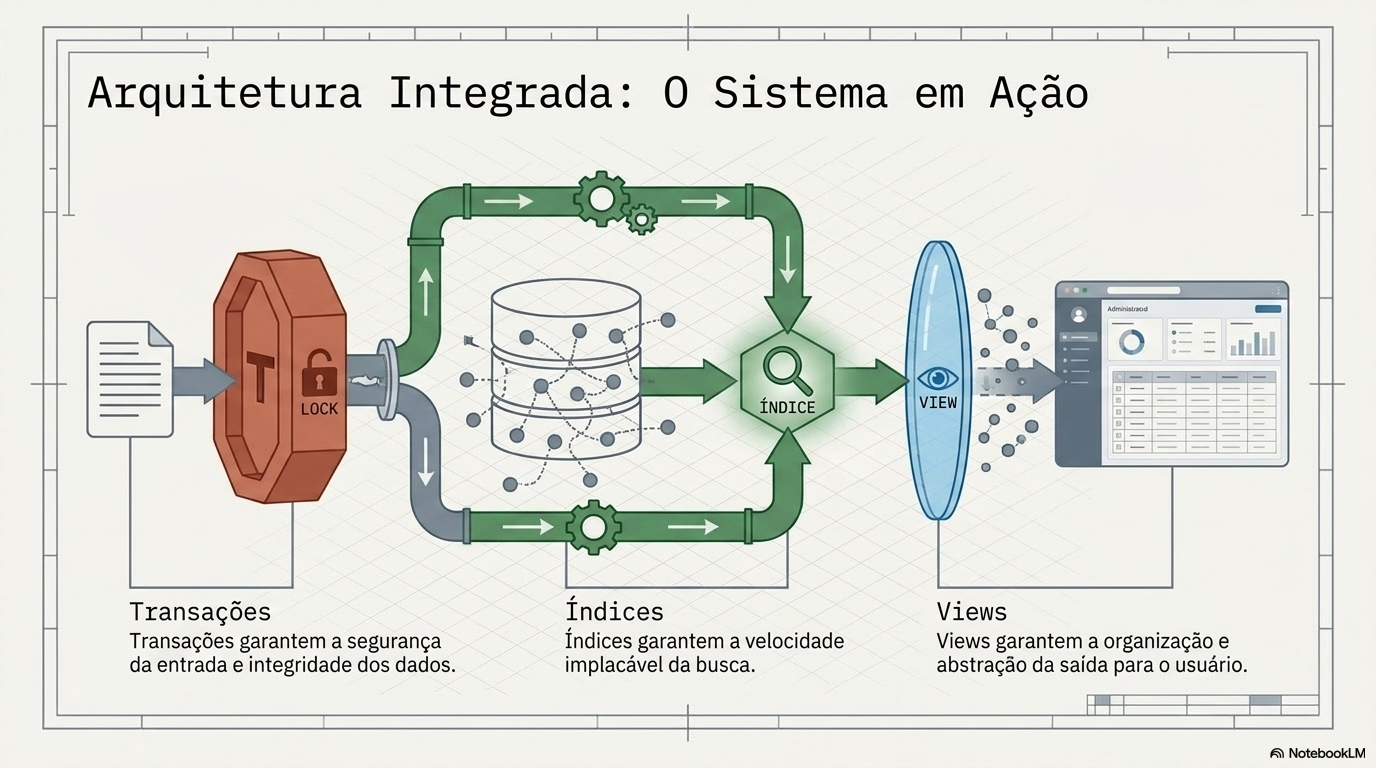 Arquitetura Integrada: O Sistema em Ação
T
LOCK
ÍNDICE
VIEW
Transações
Transações garantem a segurança
da entrada e integridade dos dados.
Índices
Índices garantem a velocidade
implacável da busca.
Views
Views garantem a organização e
abstração da saída para o usuário.
NotebookLM